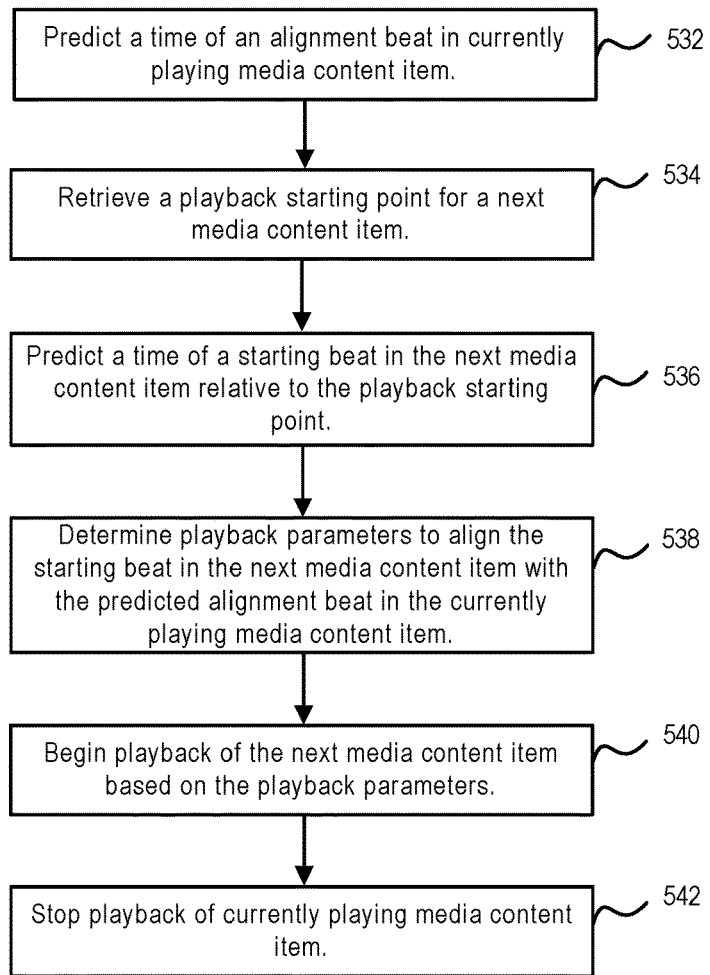 Predict a time of an alignment beat in currently
playing media content item.
532
Retrieve a playback starting point for a next
media content item.
534
Predict a time of a starting beat in the next media
content item relative to the playback starting
point.
536
Determine playback parameters to align the
starting beat in the next media content item with
the predicted alignment beat in the currently
playing media content item.
538
Begin playback of the next media content item
based on the playback parameters.
540
Stop playback of currently playing media content
item.
542